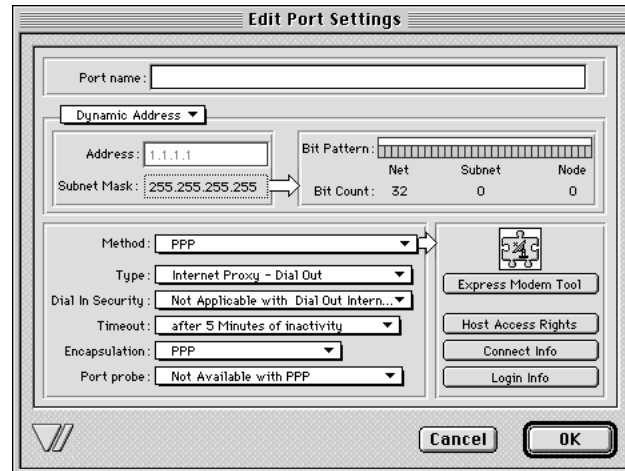 Edit Port Settings
Port name:
Dynamic Address
Address: 1.1.1.1
Subnet Mask: 255.255.255.255
Bit Pattern:
Net Subnet Node
Bit Count: 32 0 0
Method: PPP
Type: Internet Proxy - Dial Out
Dial In Security: Not Applicable with Dial Out Intern...
Timeout: after 5 Minutes of inactivity
Encapsulation: PPP
Port probe: Not Available with PPP
Express Modem Tool
Host Access Rights
Connect Info
Login Info
Cancel OK